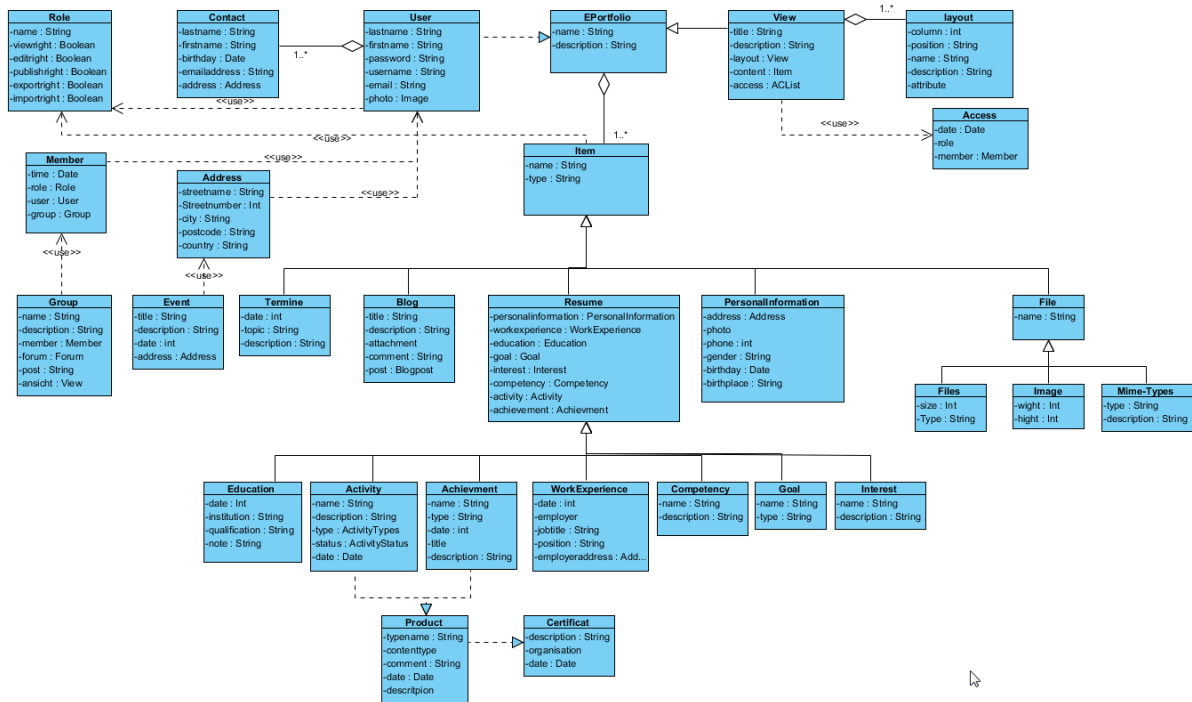 Role
-name : String
-viewright : Boolean
-editright : Boolean
-publishright : Boolean
-exportright : Boolean
-importright : Boolean
Contact
-lastname : String
-firstname : String
-birthday : Date
-emailaddress : String
-address : Address
1..*
User
-lastname : String
-firstname : String
-password : String
-username : String
-email : String
-photo : Image
EPortfolio
-name : String
-description : String
View
-title : String
-description : String
-layout : View
-content : Item
-access : ACList
1..*
layout
-column : int
-position : String
-name : String
-description : String
-attribute
<<use>>
<<use>>
<<use>>
Access
-date : Date
-role
-member : Member
1..*
Item
-name : String
-type : String
Member
-time : Date
-role : Role
-user : User
-group : Group
<<use>>
Address
-streetname : String
-Streetnumber : Int
-city : String
-postcode : String
-country : String
<<use>>
<<use>>
<<use>>
Group
-name : String
-description : String
-member : Member
-forum : Forum
-post : String
-ansicht : View
Event
-title : String
-description : String
-date : int
-address : Address
Termine
-date : int
-topic : String
-description : String
Blog
-title : String
-description : String
-attachment
-comment : String
-post : Blogpost
Resume
-personalinformation : PersonalInformation
-workexperience : WorkExperience
-education : Education
-goal : Goal
-interest : Interest
-competency : Competency
-activity : Activity
-achievement : Achievment
PersonalInformation
-address : Address
-photo
-phone : int
-gender : String
-birthday : Date
-birthplace : String
File
-name : String
Files
-size : Int
-Type : String
Image
-wight : Int
-hight : Int
Mime-Types
-type : String
-description : String
Education
-date : Int
-institution : String
-qualification : String
-note : String
Activity
-name : String
-description : String
-type : ActivityTypes
-status : ActivityStatus
-date : Date
Achievment
-name : String
-type : String
-date : int
-title
-description : String
WorkExperience
-date : int
-employer
-jobtitle : String
-position : String
-employeraddress : Add...
Competency
-name : String
-description : String
Goal
-name : String
-type : String
Interest
-name : String
-description : String
Product
-typename : String
-contenttype
-comment : String
-date : Date
-descritpion
Certificat
-description : String
-organisation
-date : Date